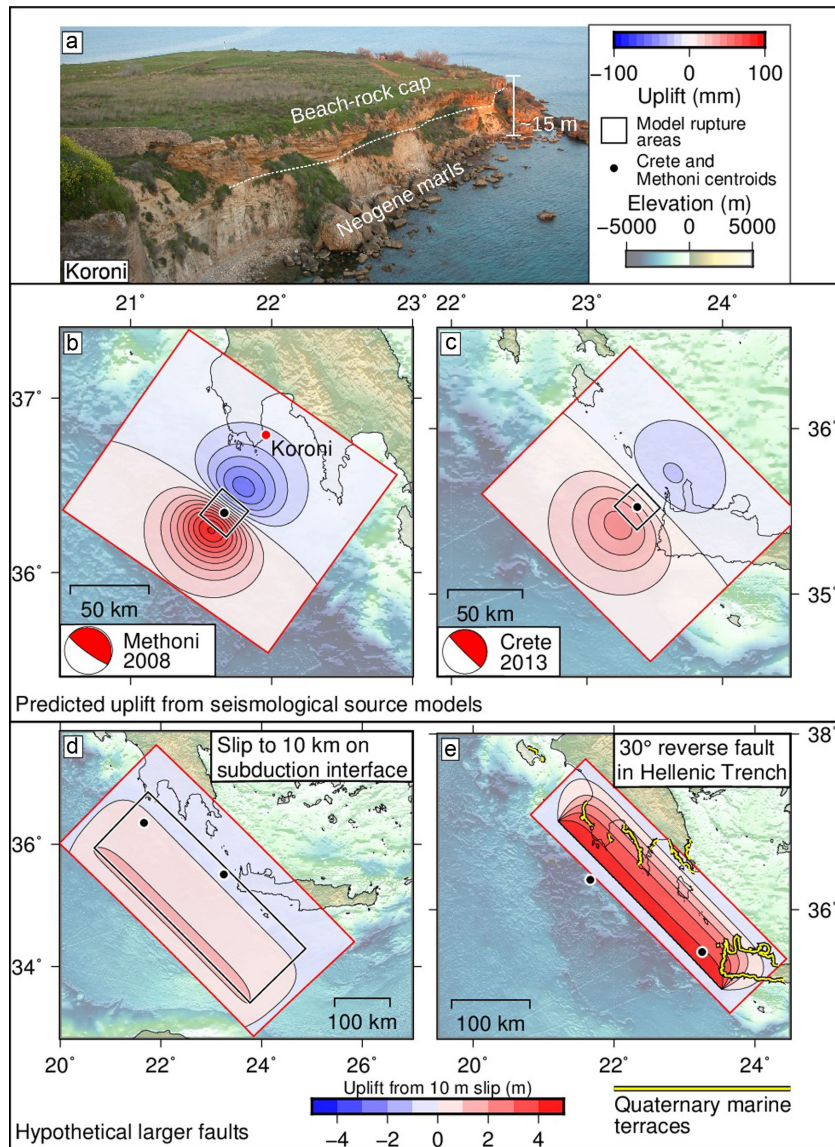 a
Beach-rock cap
~15 m
Neogene marls
Koroni
−100 0 100
Uplift (mm)
Model rupture
areas
Crete and
Methoni centroids
Elevation (m)
−5000 0 5000
21˚ 22˚ 23˚
22˚ 23˚ 24˚
b
37˚
36˚
Koroni
50 km
Methoni
2008
c
36˚
35˚
50 km
Crete
2013
Predicted uplift from seismological source models
d
Slip to 10 km on
subduction interface
36˚
34˚
100 km
20˚ 22˚ 24˚ 26˚
e
30° reverse fault
in Hellenic Trench
38˚
36˚
34˚
100 km
20˚ 22˚ 24˚
Uplift from 10 m slip (m)
−4 −2 0 2 4
Quaternary marine
terraces
Hypothetical larger faults